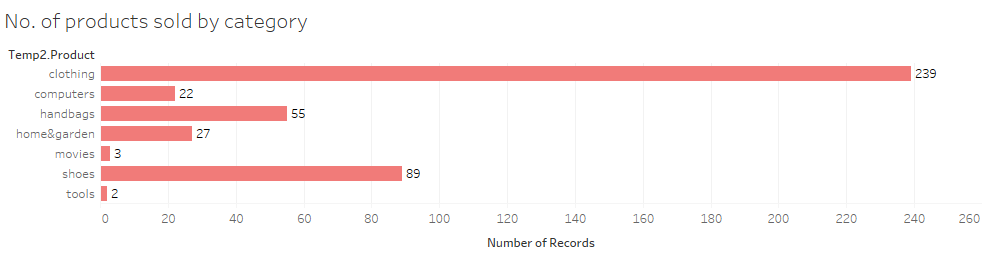 No. of products sold by category
Temp2.Product
clothing 239
computers 22
handbags 55
home&garden 27
movies 3
shoes 89
tools 2
0 20 40 60 80 100 120 140 160 180 200 220 240 260
Number of Records